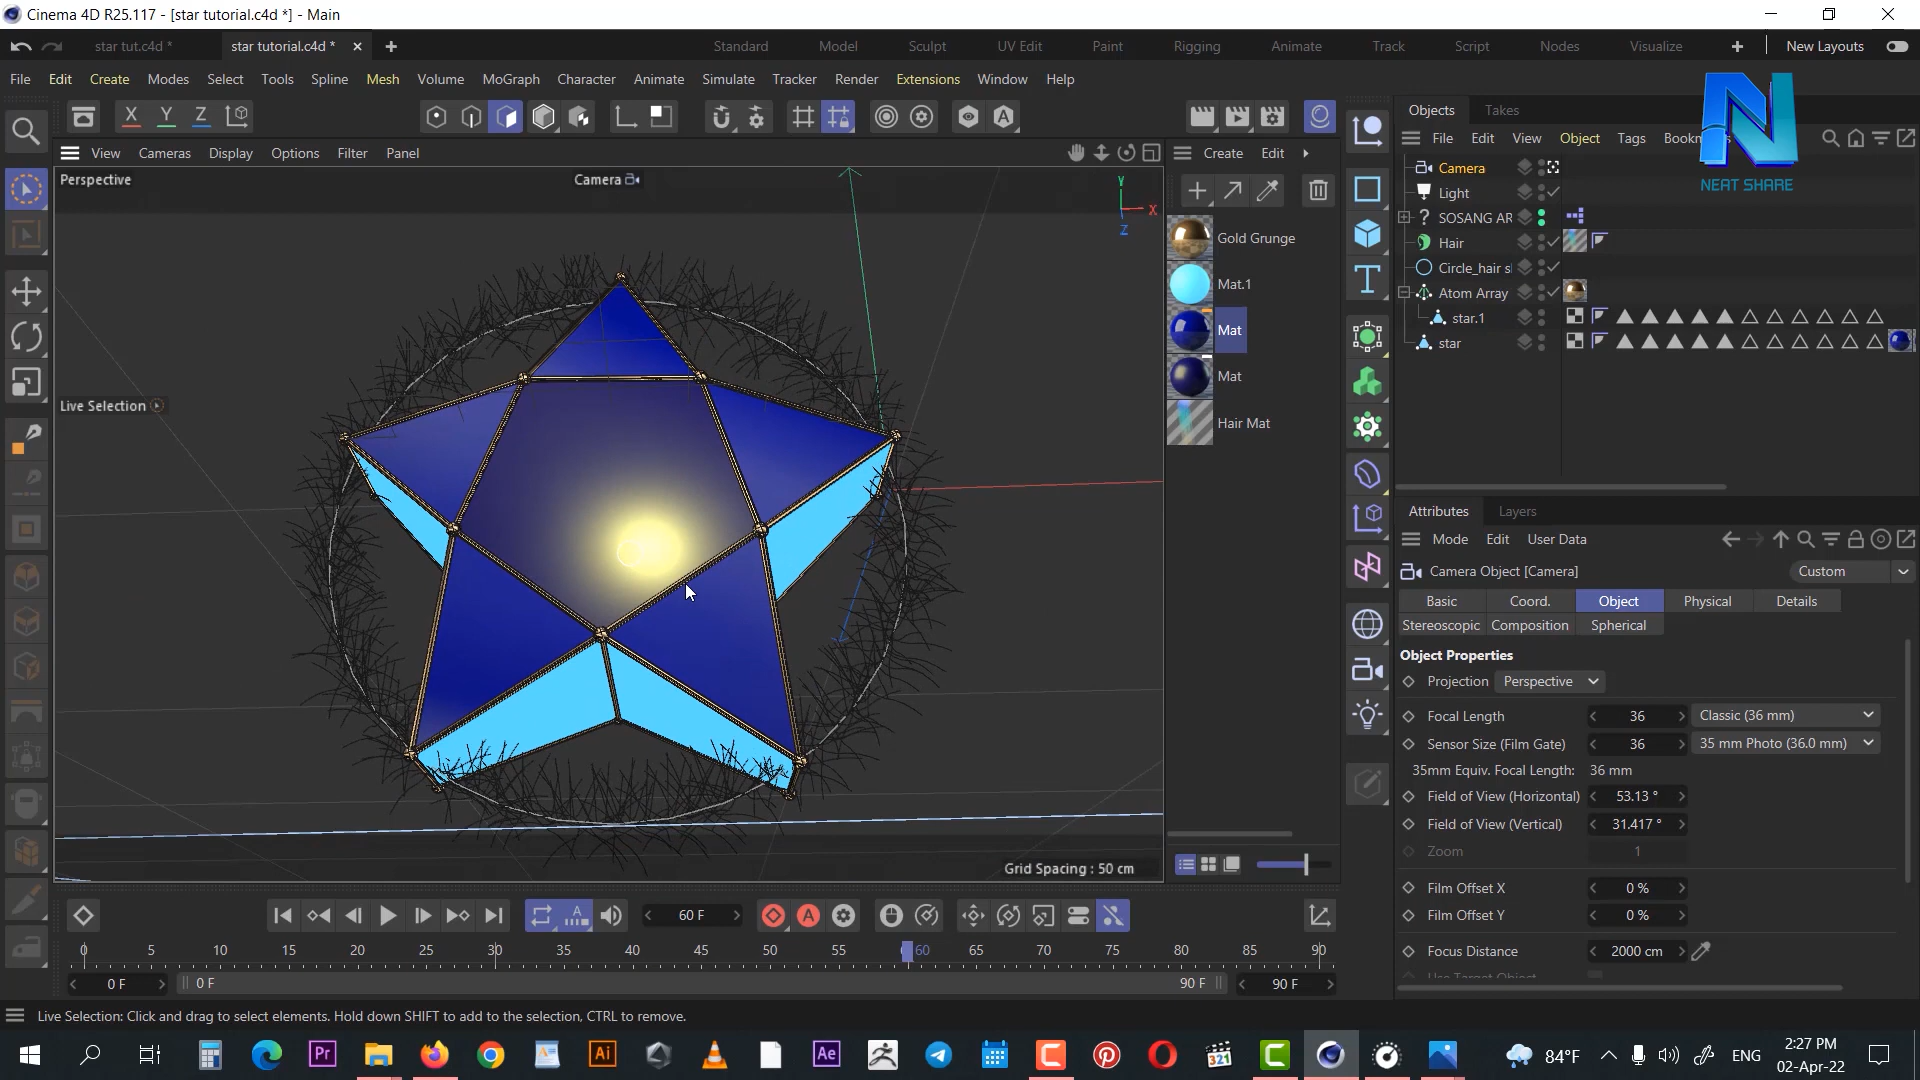 Cinema 4D R25.117 - [star tutorial.c4d *] - Main
star tut.c4d *
star tutorial.c4d *
Standard
Model
Sculpt
UV Edit
Paint
Rigging
Animate
Track
Script
Nodes
Visualize
New Layouts
File
Edit
Create
Modes
Select
Tools
Spline
Mesh
Volume
MoGraph
Character
Animate
Simulate
Tracker
Render
Extensions
Window
Help
X
Y
Z
View
Cameras
Display
Options
Filter
Panel
Perspective
Camera
Y
X
Z
Live Selection
Grid Spacing : 50 cm
Create
Edit
Gold Grunge
Mat.1
Mat
Mat
Hair Mat
Objects
Takes
File
Edit
View
Object
Tags
Bookm
NEAT SHARE
Camera
Light
SOSANG AR
Hair
Circle_hair s
Atom Array
star.1
star
Attributes
Layers
Mode
Edit
User Data
Camera Object [Camera]
Custom
Basic
Coord.
Object
Physical
Details
Stereoscopic
Composition
Spherical
Object Properties
Projection
Perspective
Focal Length
36
Classic (36 mm)
Sensor Size (Film Gate)
36
35 mm Photo (36.0 mm)
35mm Equiv. Focal Length:
36 mm
Field of View (Horizontal)
53.13 °
Field of View (Vertical)
31.417 °
Zoom
1
Film Offset X
0 %
Film Offset Y
0 %
Focus Distance
2000 cm
Use Target Object
60 F
0 5 10 15 20 25 30 35 40 45 50 55 60 65 70 75 80 85 90
0 F
0 F
90 F
90 F
Live Selection: Click and drag to select elements. Hold down SHIFT to add to the selection, CTRL to remove.
Pr
Ai
Ae
321
84°F
ENG
2:27 PM
02-Apr-22